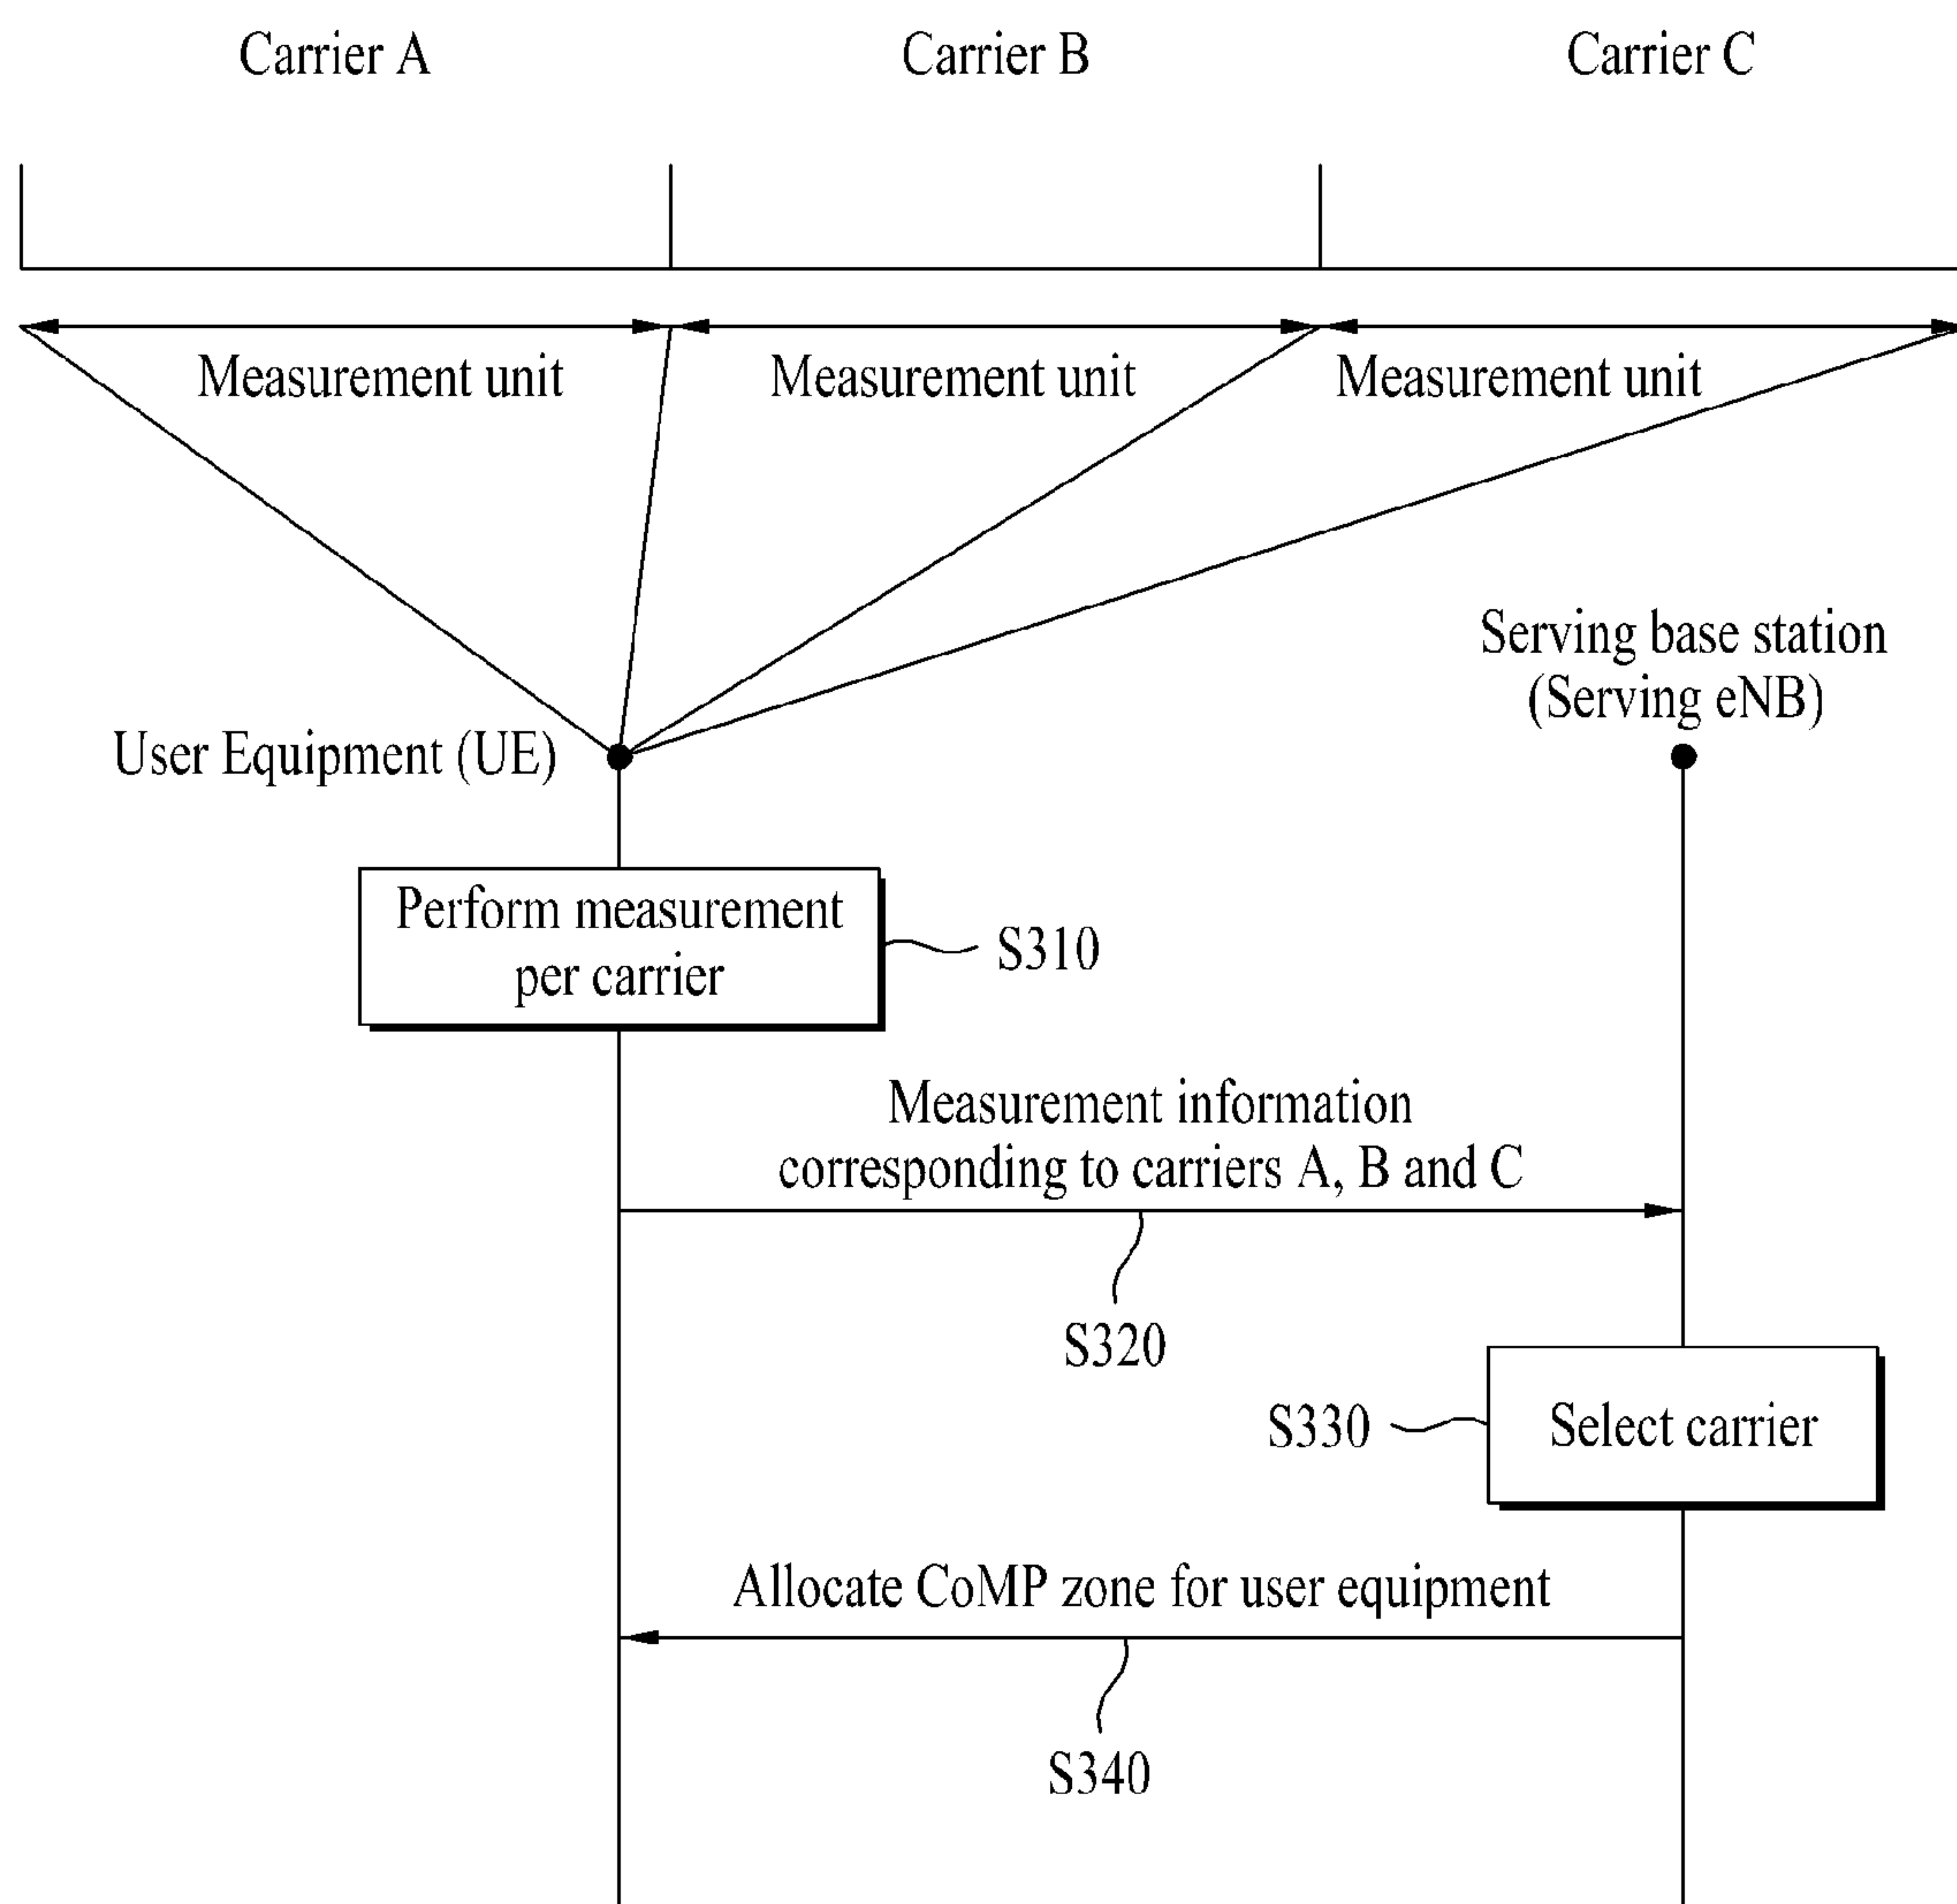 Carrier A
Carrier B
Carrier C
Measurement unit
Measurement unit
Measurement unit
Serving base station
(Serving eNB)
User Equipment (UE)
Perform measurement
per carrier
S310
Measurement information
corresponding to carriers A, B and C
S320
S330
Select carrier
Allocate CoMP zone for user equipment
S340